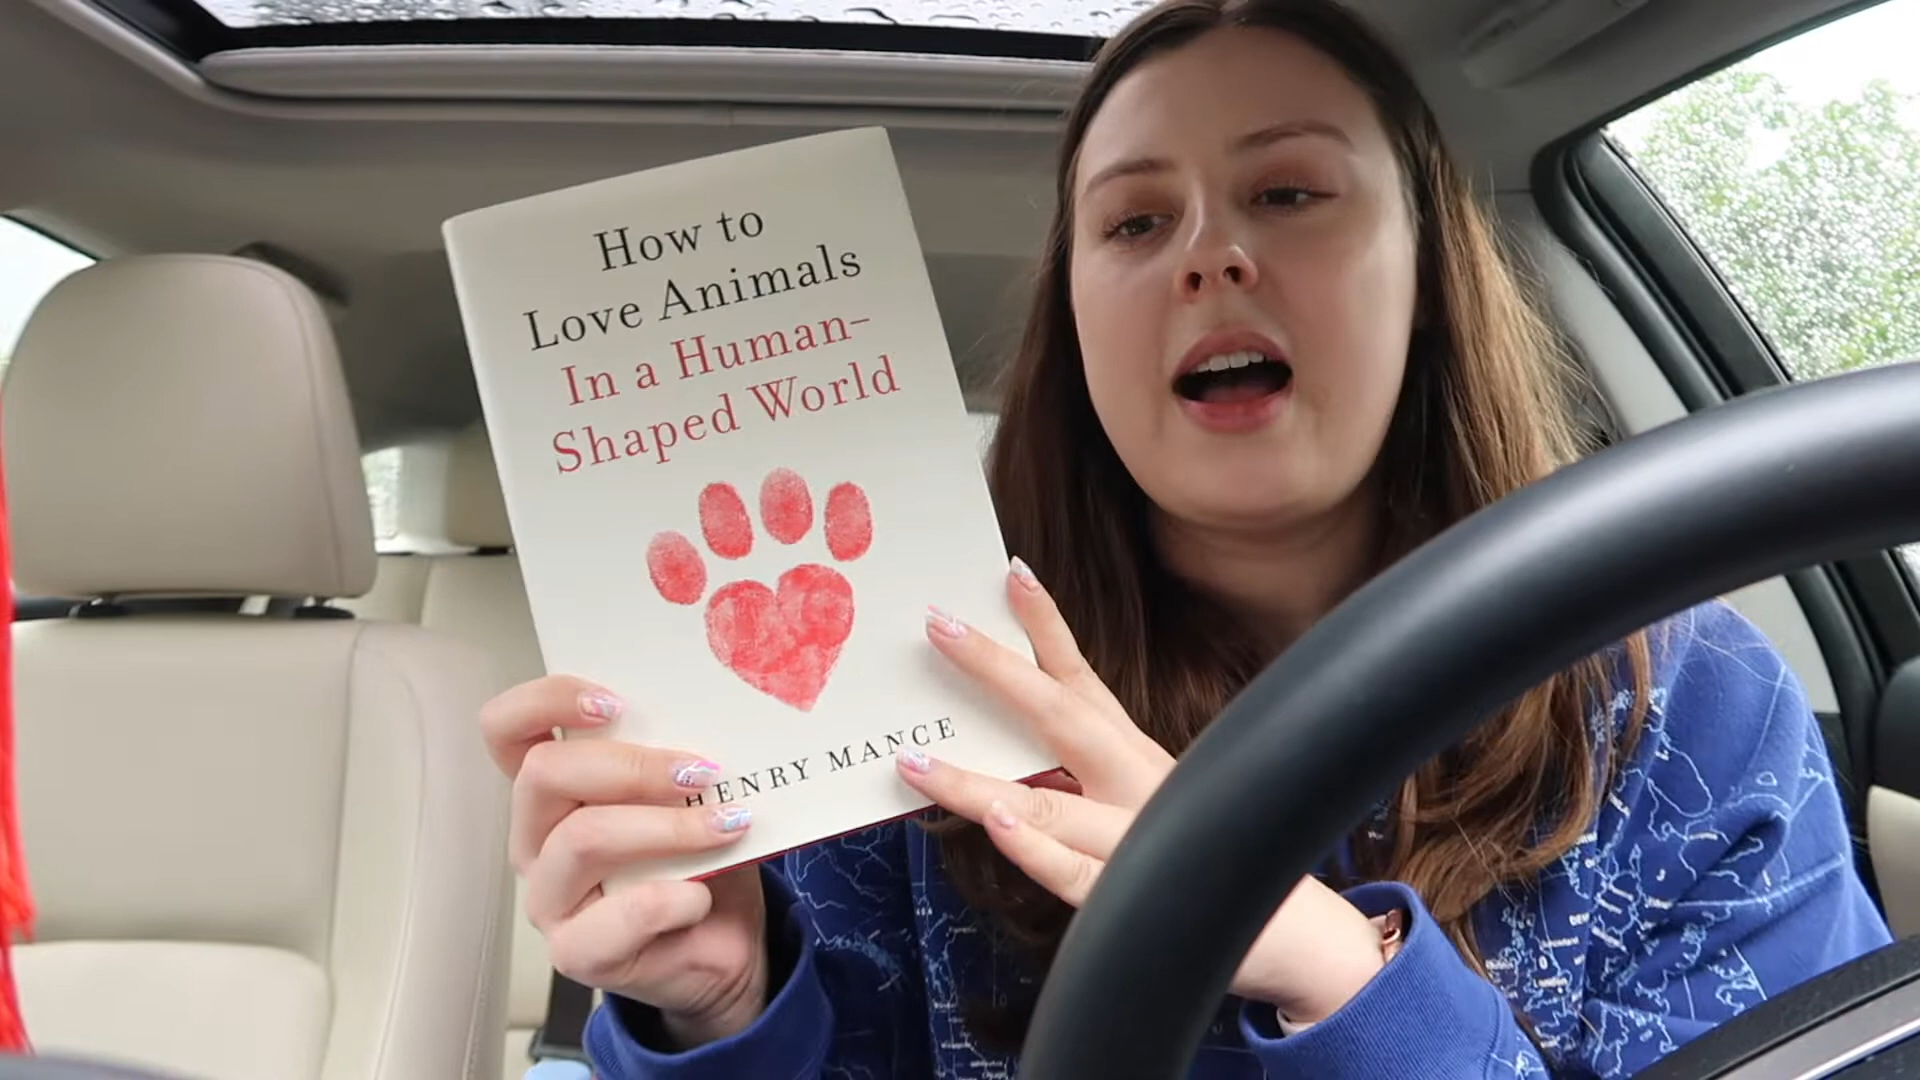 How to
Love Animals
In a Human-
Shaped World
HENRY MANCE